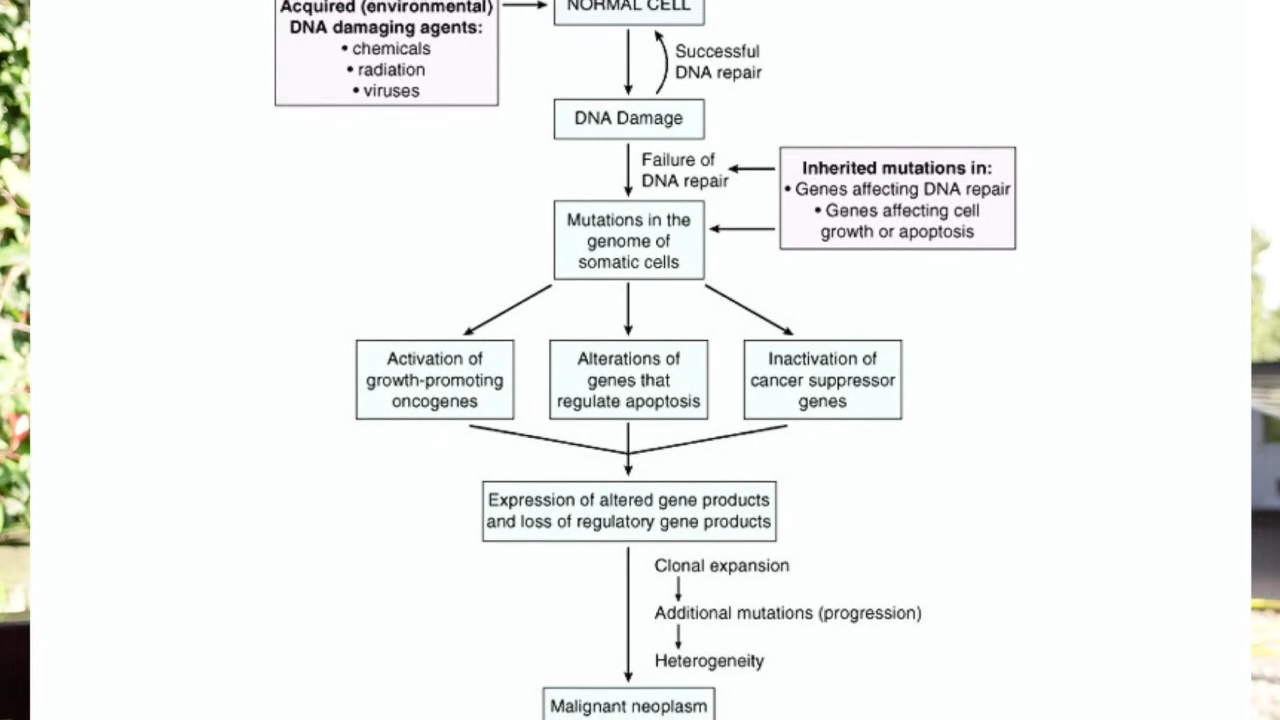 Acquired (environmental)
DNA damaging agents:
• chemicals
• radiation
• viruses
NORMAL CELL
Successful
DNA repair
DNA Damage
Failure of
DNA repair
Inherited mutations in:
• Genes affecting DNA repair
• Genes affecting cell
growth or apoptosis
Mutations in the
genome of
somatic cells
Activation of
growth-promoting
oncogenes
Alterations of
genes that
regulate apoptosis
Inactivation of
cancer suppressor
genes
Expression of altered gene products
and loss of regulatory gene products
Clonal expansion
Additional mutations (progression)
Heterogeneity
Malignant neoplasm